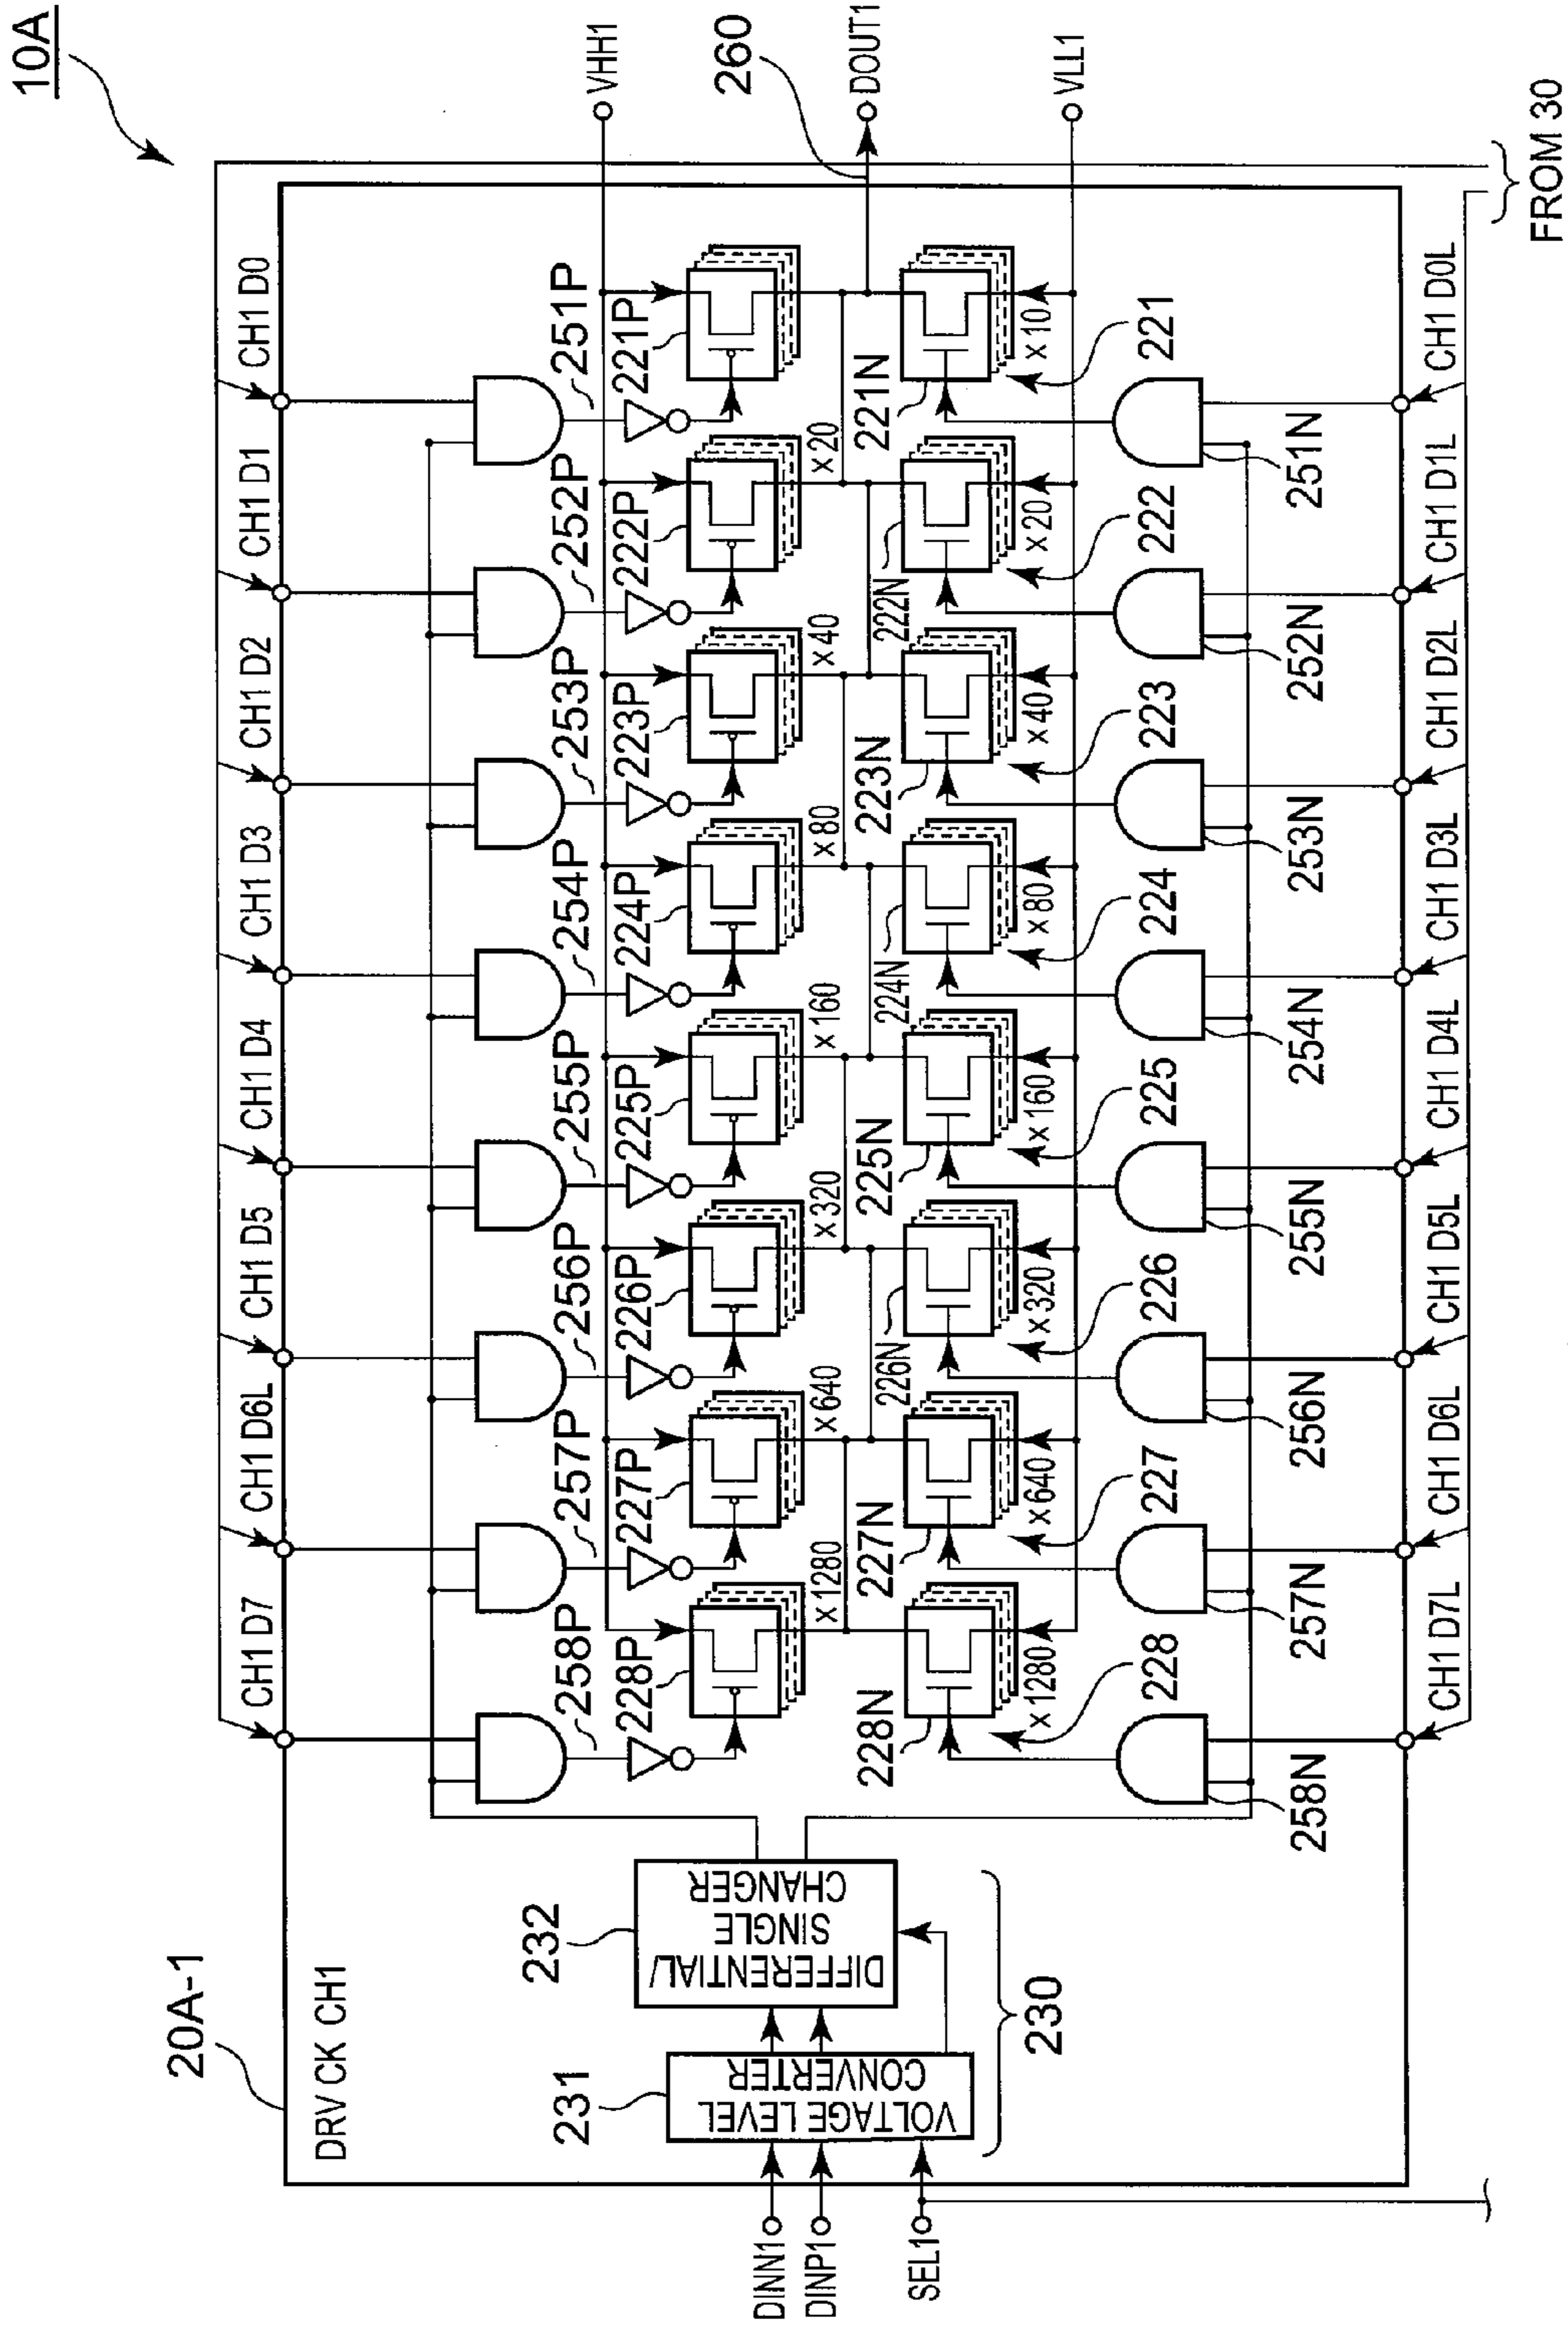 10A
20A-1
DRV CK CH1
CH1 D7
CH1 D6L
CH1 D5
CH1 D4
CH1 D3
CH1 D2
CH1 D1
CH1 D0
258P
257P
256P
255P
254P
253P
252P
251P
228P
227P
226P
225P
224P
223P
222P
221P
VHH1
231
VOLTAGE LEVEL
CONVERTER
232
DIFFERENTIAL/
SINGLE
CHANGER
230
DINN1
DINP1
SEL1
×1280
×640
×320
×160
×80
×40
×20
260
DOUT1
228N
227N
226N
225N
224N
223N
222N
221N
×1280
×640
×320
×160
×80
×40
×20
×10
VLL1
228
227
226
225
224
223
222
221
258N
257N
256N
255N
254N
253N
252N
251N
CH1 D7L
CH1 D6L
CH1 D5L
CH1 D4L
CH1 D3L
CH1 D2L
CH1 D1L
CH1 D0L
FROM 30